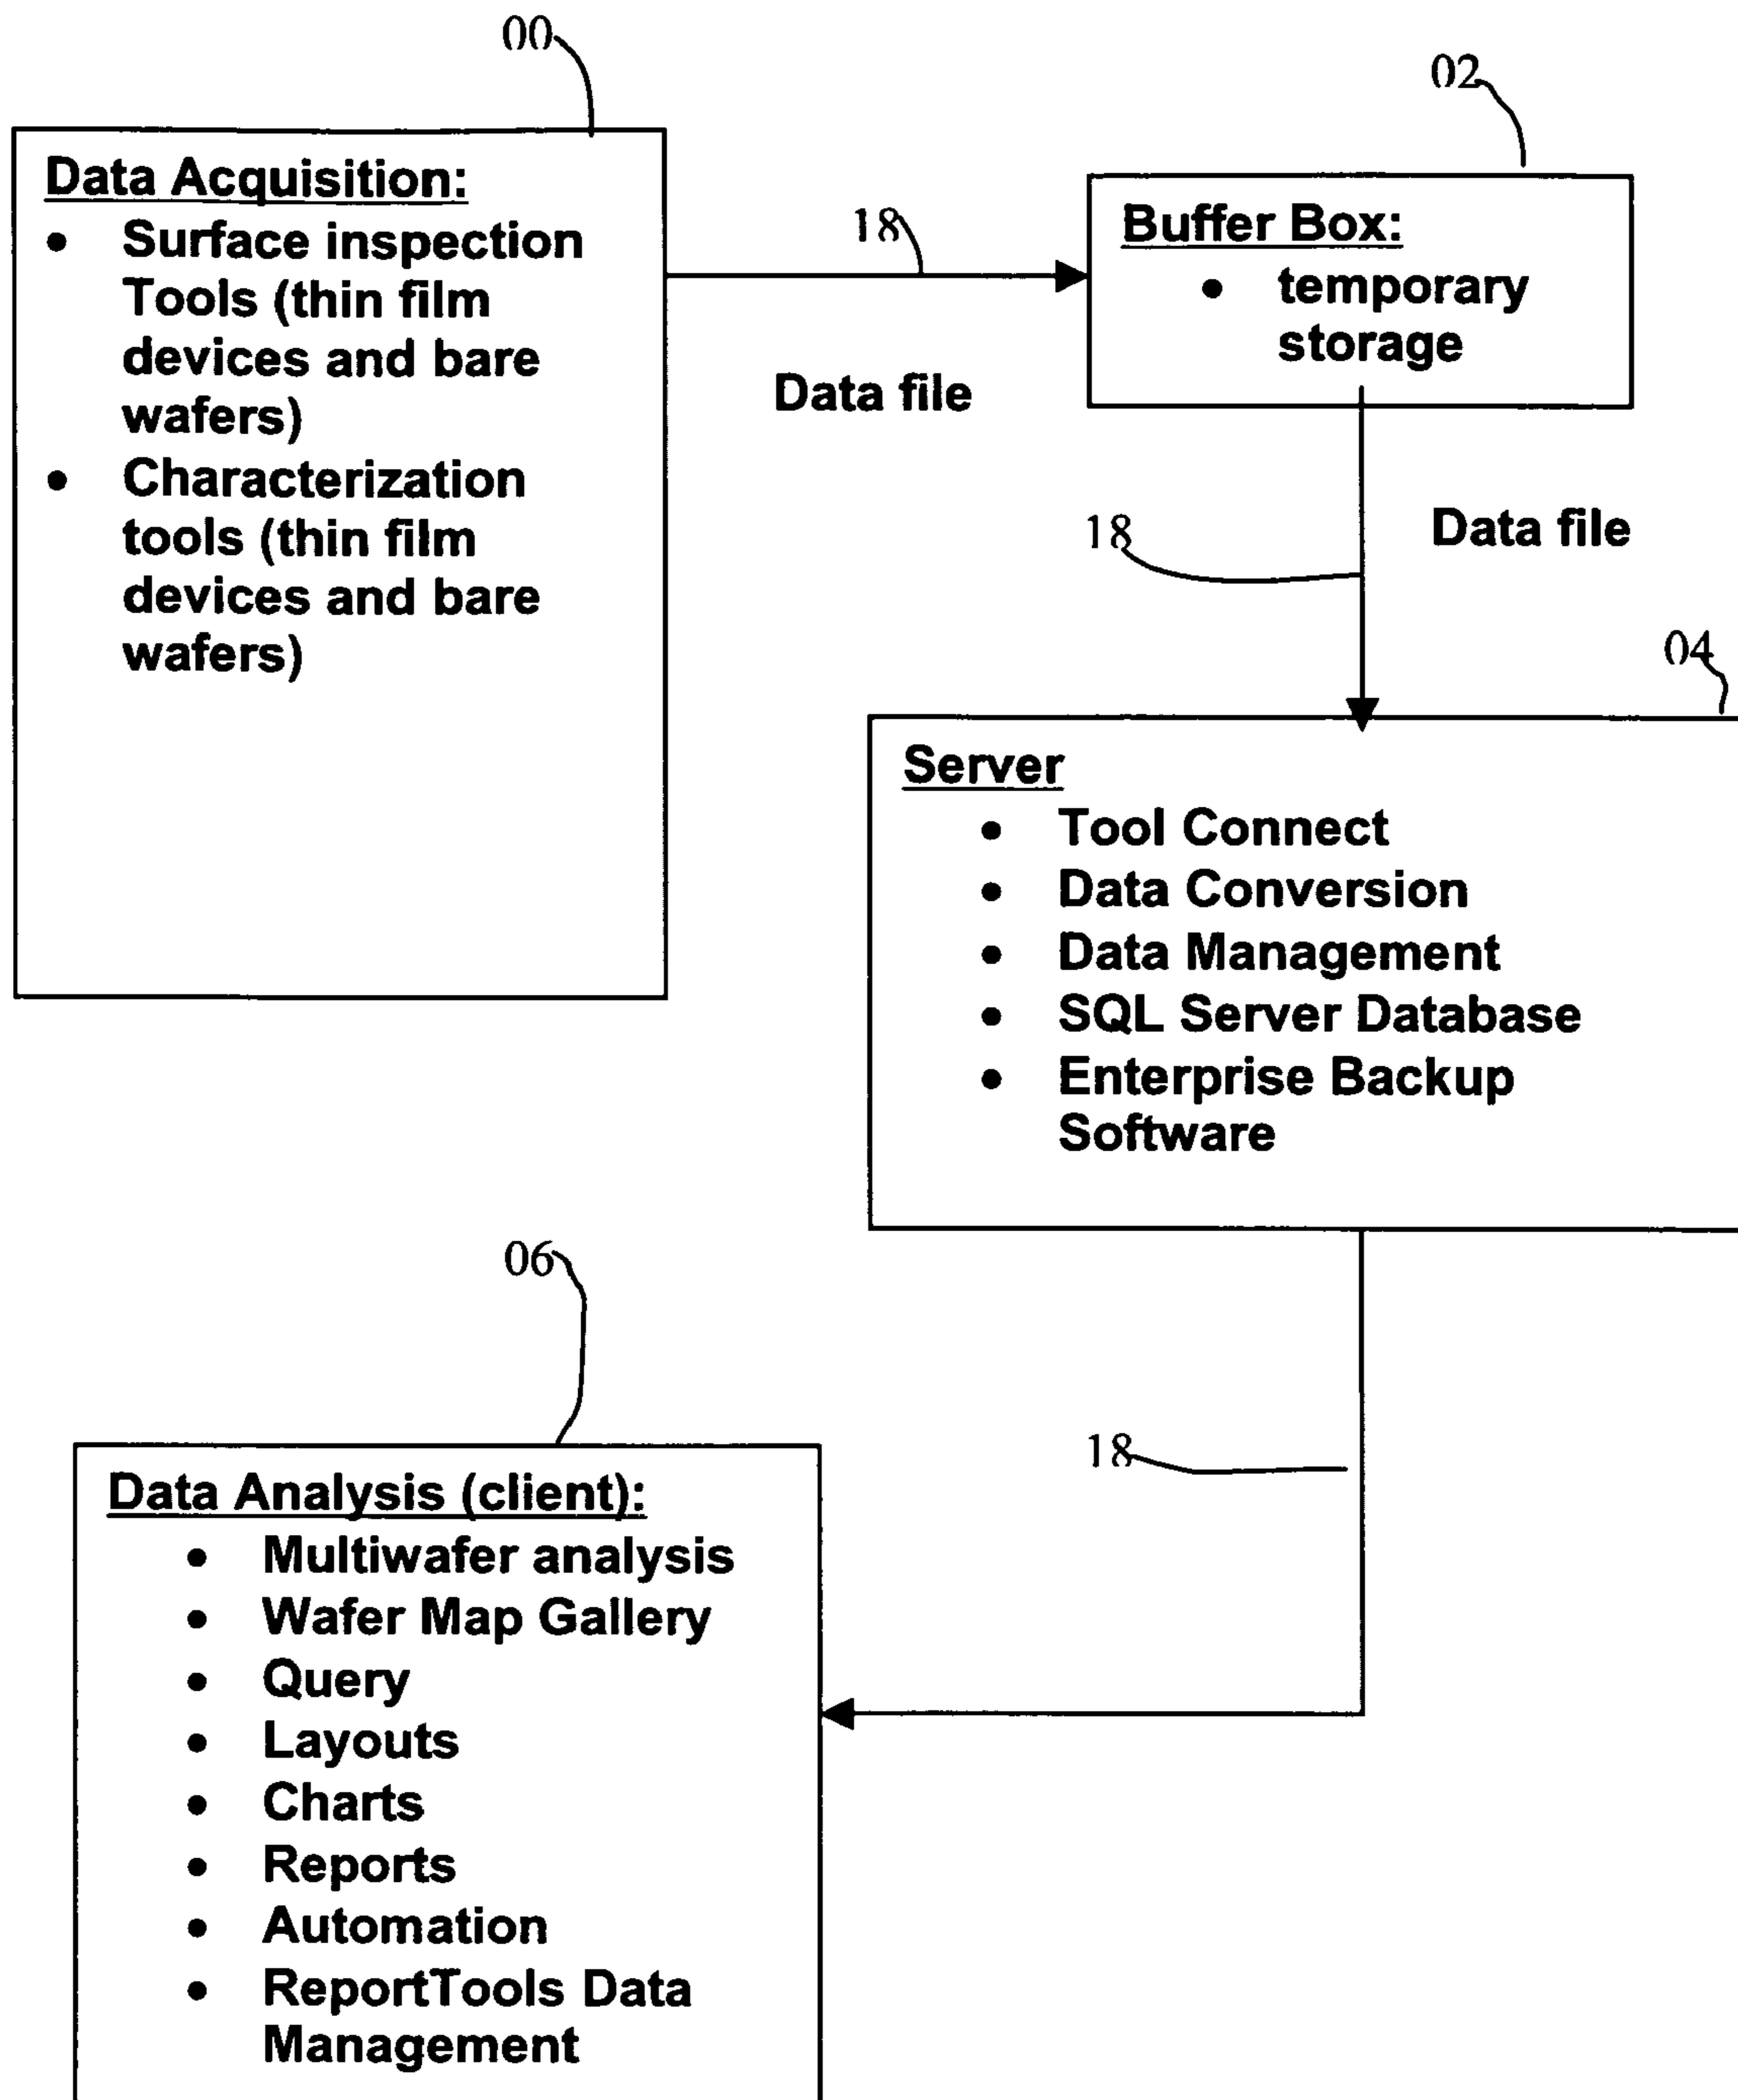 00
Data Acquisition:
• Surface inspection
Tools (thin film
devices and bare
wafers)
• Characterization
tools (thin film
devices and bare
wafers)
18
Data file
02
Buffer Box:
• temporary
storage
18
Data file
04
Server
• Tool Connect
• Data Conversion
• Data Management
• SQL Server Database
• Enterprise Backup
Software
18
06
Data Analysis (client):
• Multiwafer analysis
• Wafer Map Gallery
• Query
• Layouts
• Charts
• Reports
• Automation
• ReportTools Data
Management